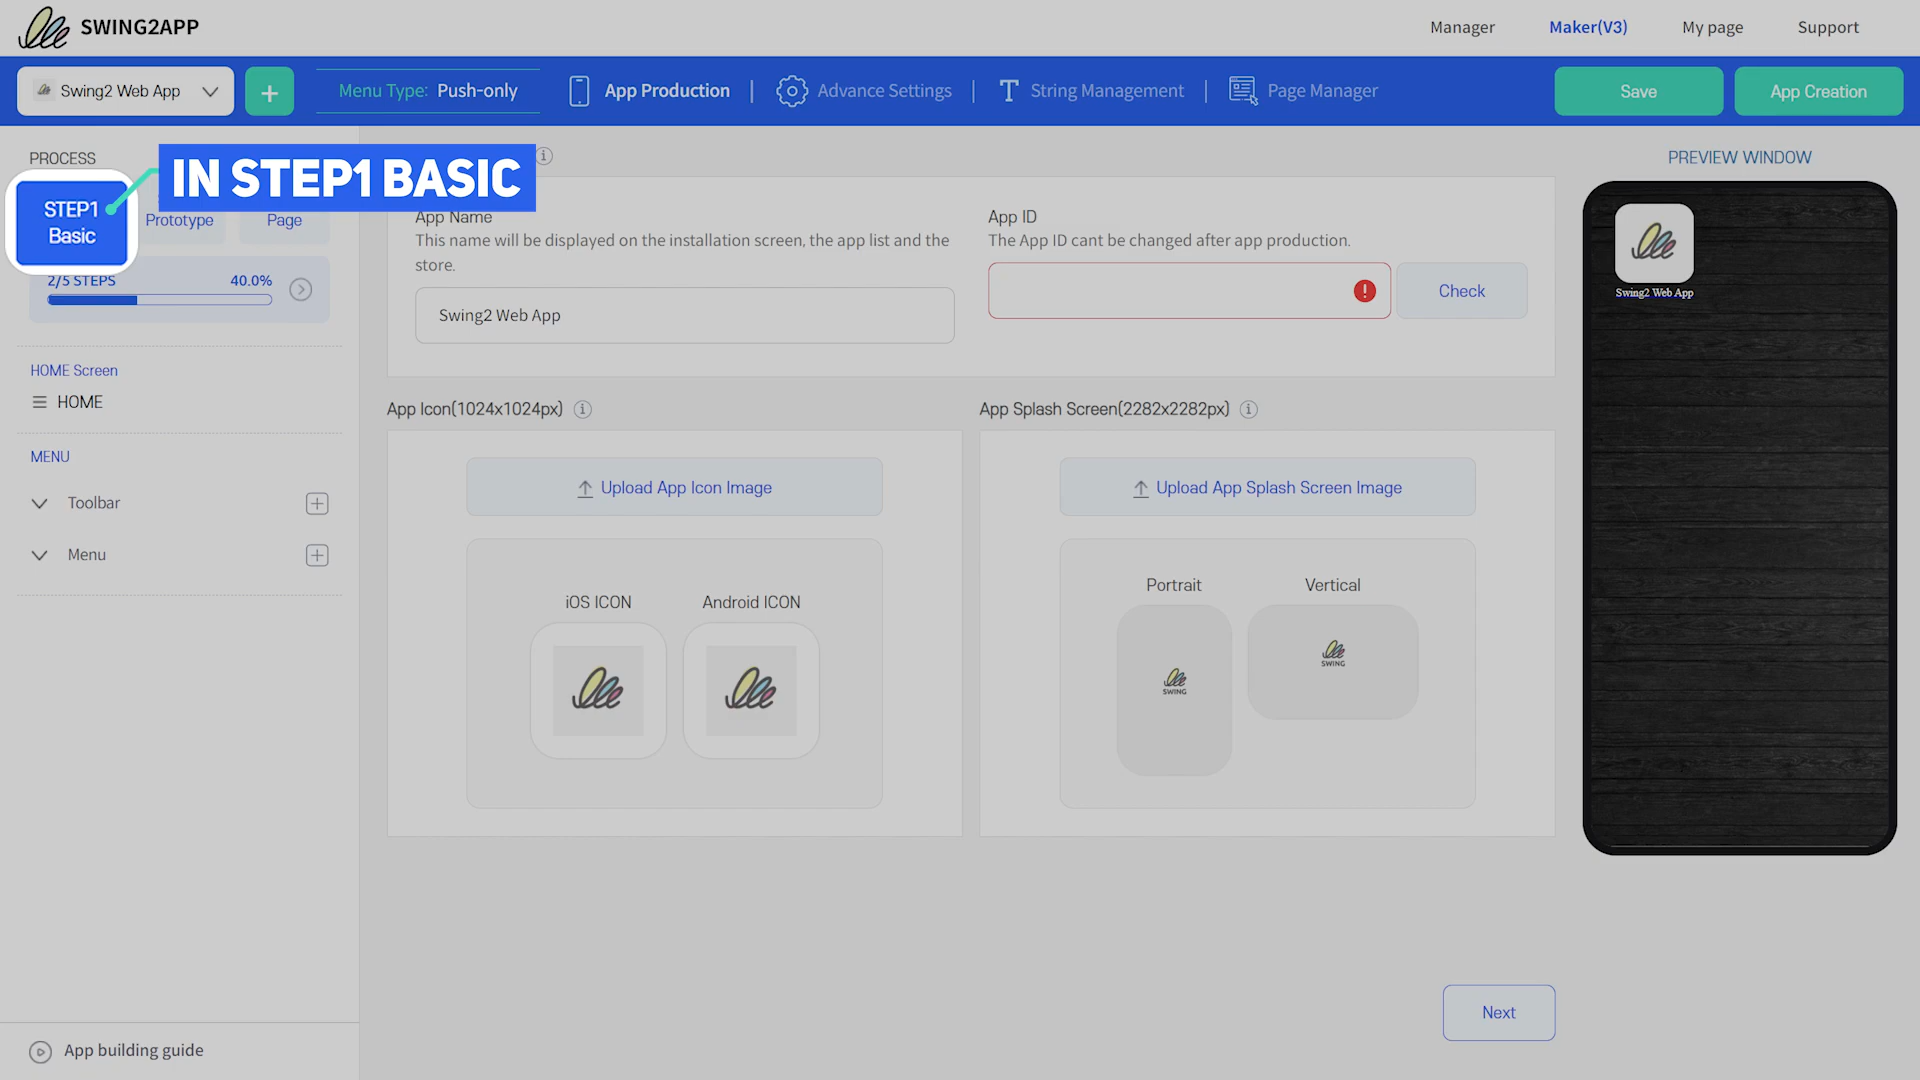 SWING2APP
Manager
Maker(V3)
My page
Support
Swing2 Web App
+
Menu Type: Push-only
App Production
Advance Settings
String Management
Page Manager
Save
App Creation
PROCESS
IN STEP1 BASIC
STEP1
Basic
Prototype
Page
2/5 STEPS
40.0%
HOME Screen
HOME
MENU
Toolbar
Menu
App building guide
App Name
This name will be displayed on the installation screen, the app list and the
store.
Swing2 Web App
App ID
The App ID cant be changed after app production.
Check
App Icon(1024x1024px)
Upload App Icon Image
iOS ICON
Android ICON
App Splash Screen(2282x2282px)
Upload App Splash Screen Image
Portrait
Vertical
SWING
SWING
Next
PREVIEW WINDOW
Swing2 Web App